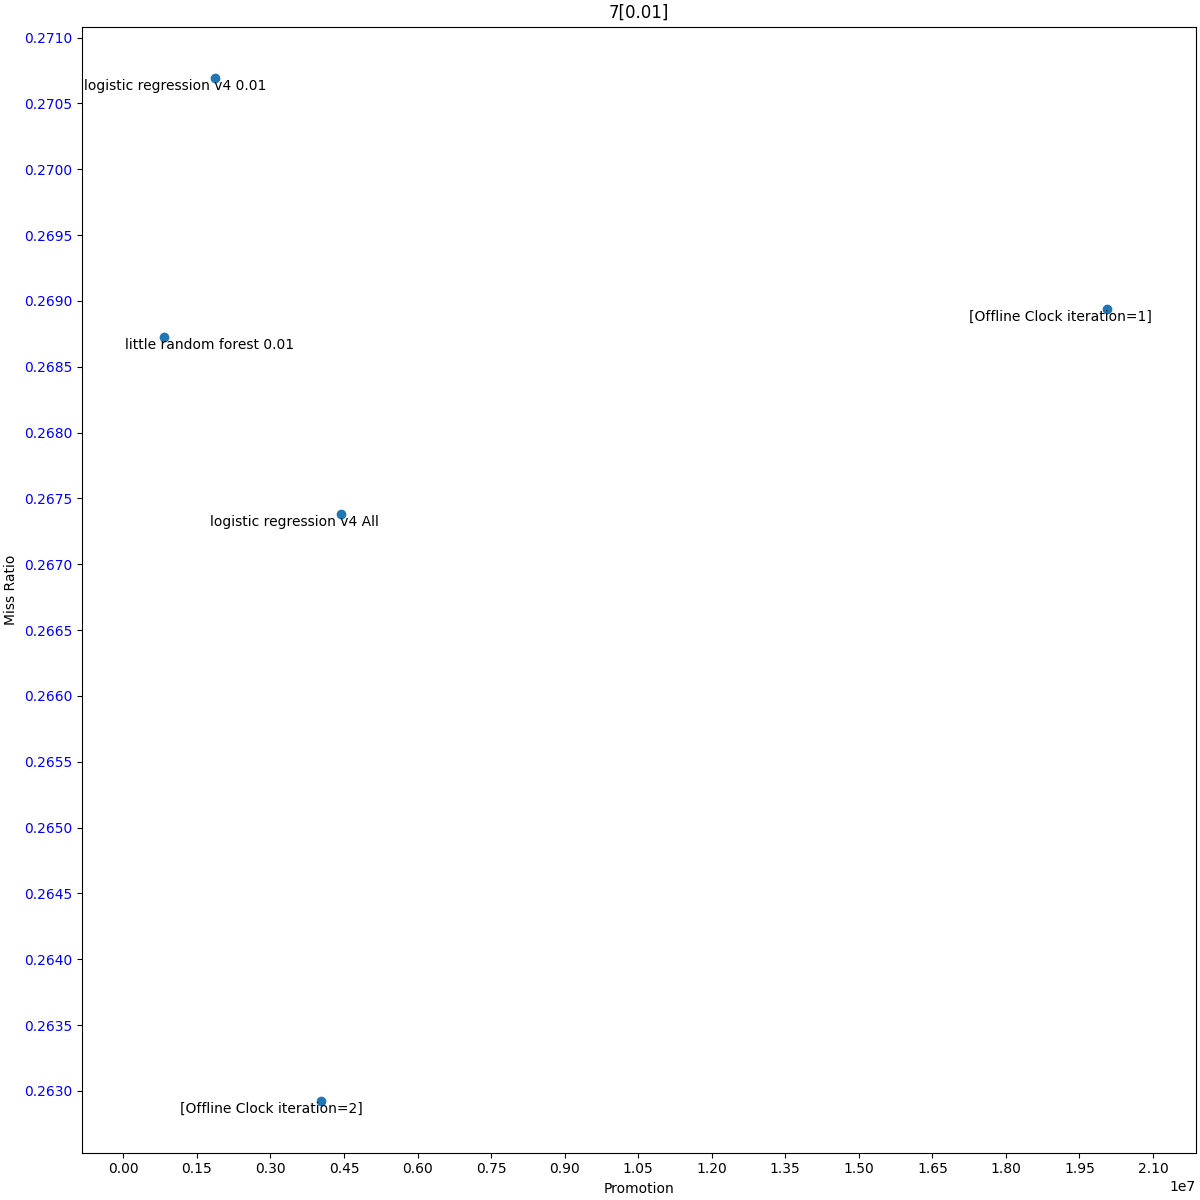 7[0.01]
0.2710
logistic regression v4 0.01
0.2705
0.2700
0.2695
0.2690
[Offline Clock iteration=1]
little random forest 0.01
0.2685
0.2680
0.2675
logistic regression v4 All
0.2670
Miss Ratio
0.2665
0.2660
0.2655
0.2650
0.2645
0.2640
0.2635
0.2630
[Offline Clock iteration=2]
0.00 0.15 0.30 0.45 0.60 0.75 0.90 1.05 1.20 1.35 1.50 1.65 1.80 1.95 2.10
1e7
Promotion